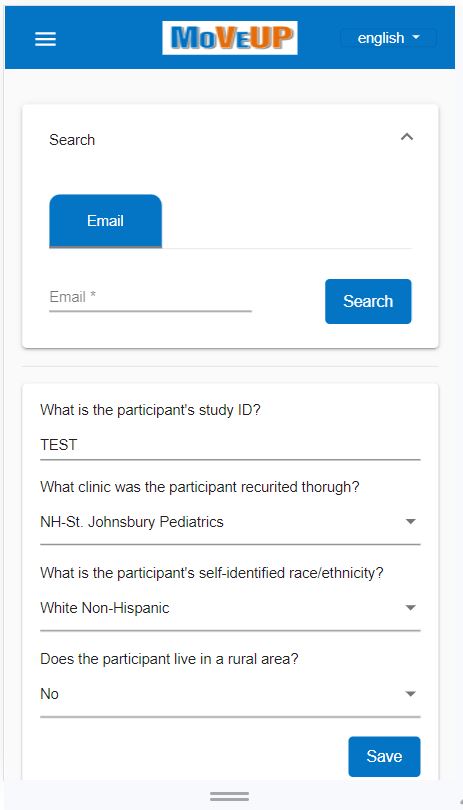 MoVeUP
english
Search
Email
Email *
Search
What is the participant's study ID?
TEST
What clinic was the participant recurited thorugh?
NH-St. Johnsbury Pediatrics
What is the participant's self-identified race/ethnicity?
White Non-Hispanic
Does the participant live in a rural area?
No
Save